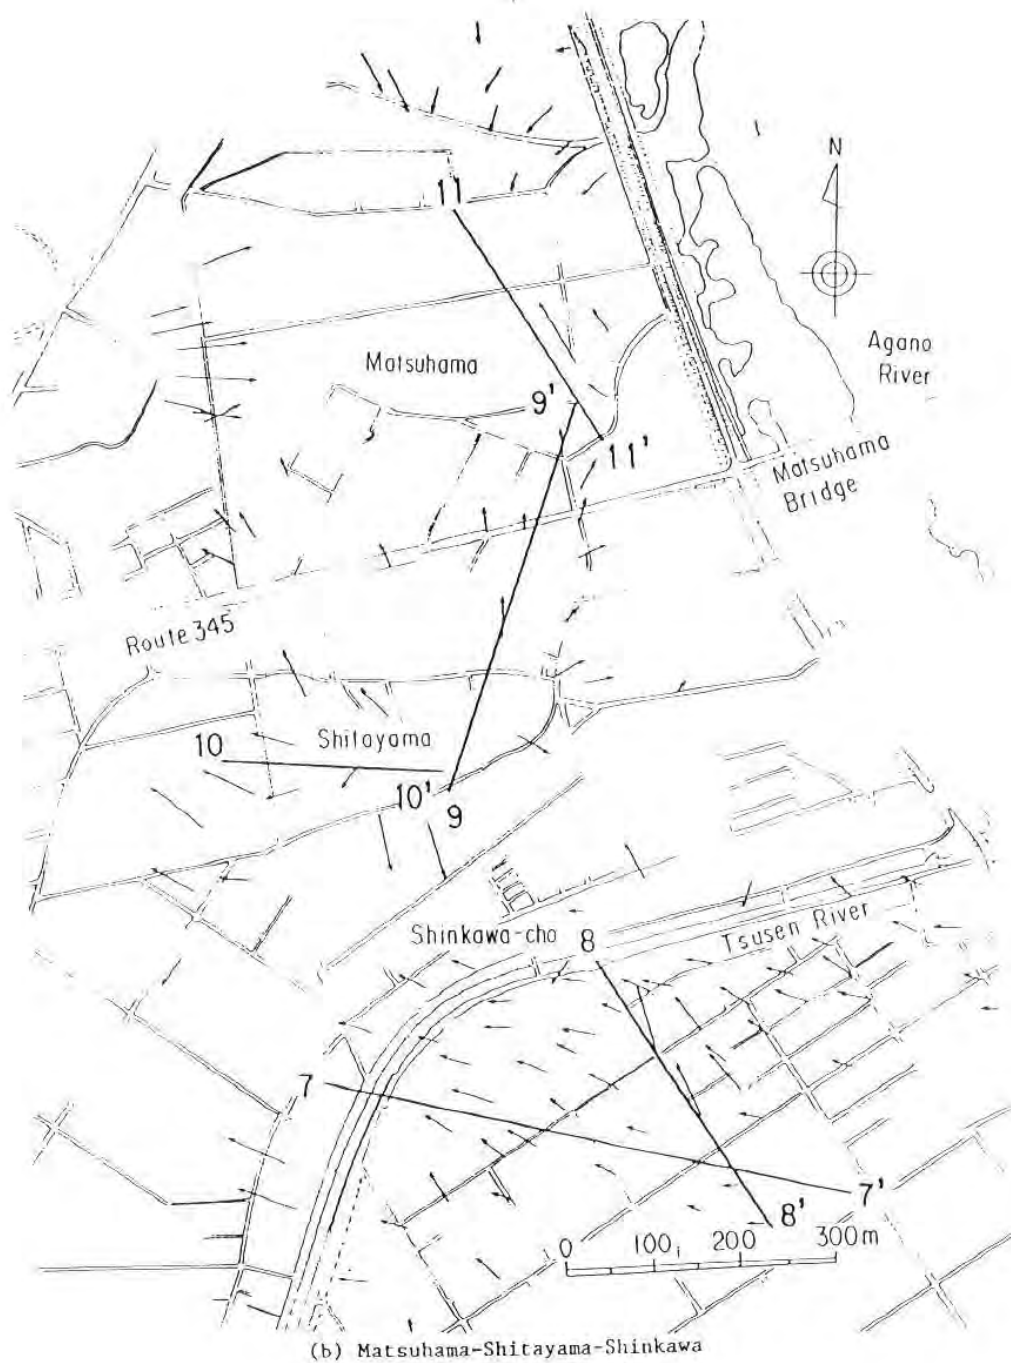 N
11
Agano
River
Matsuhama
9'
11'
Matsuhama
Bridge
Route 345
10
Shitayama
10'
9
Shinkawa-cho
8
Tsusen River
7
7'
8'
0 100 200 300m
(b) Matsuhama-Shitayama-Shinkawa